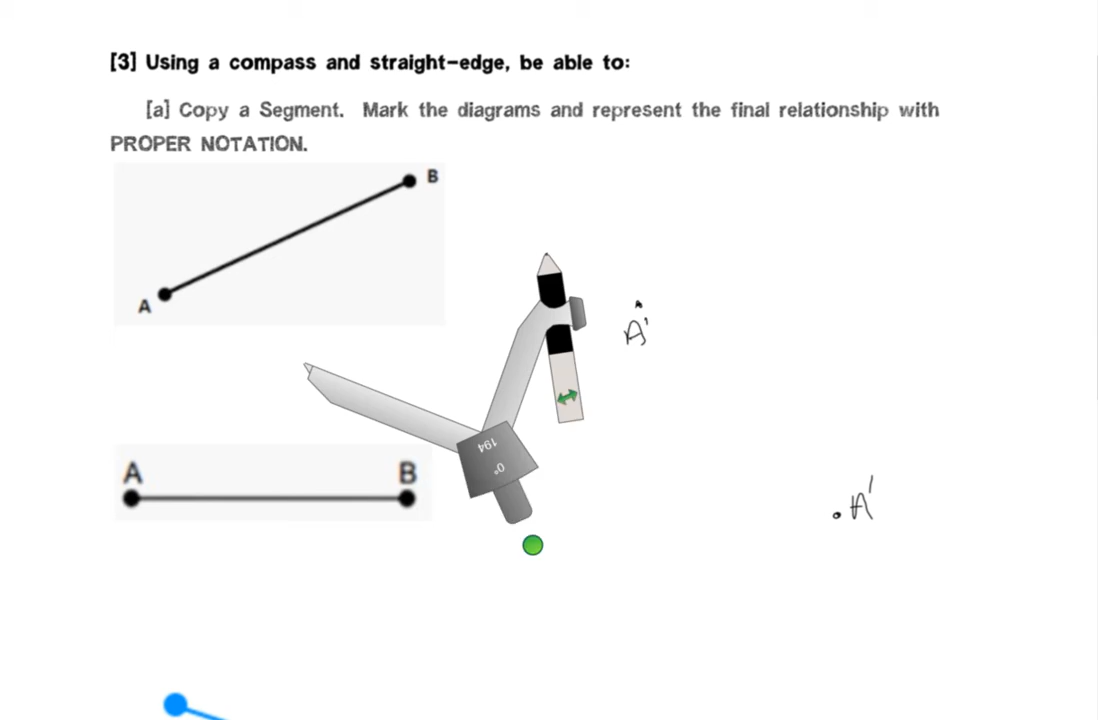 [3] Using a compass and straight-edge, be able to:
[a] Copy a Segment. Mark the diagrams and represent the final relationship with
PROPER NOTATION.
B
A
A'
194
0°
A B
A'